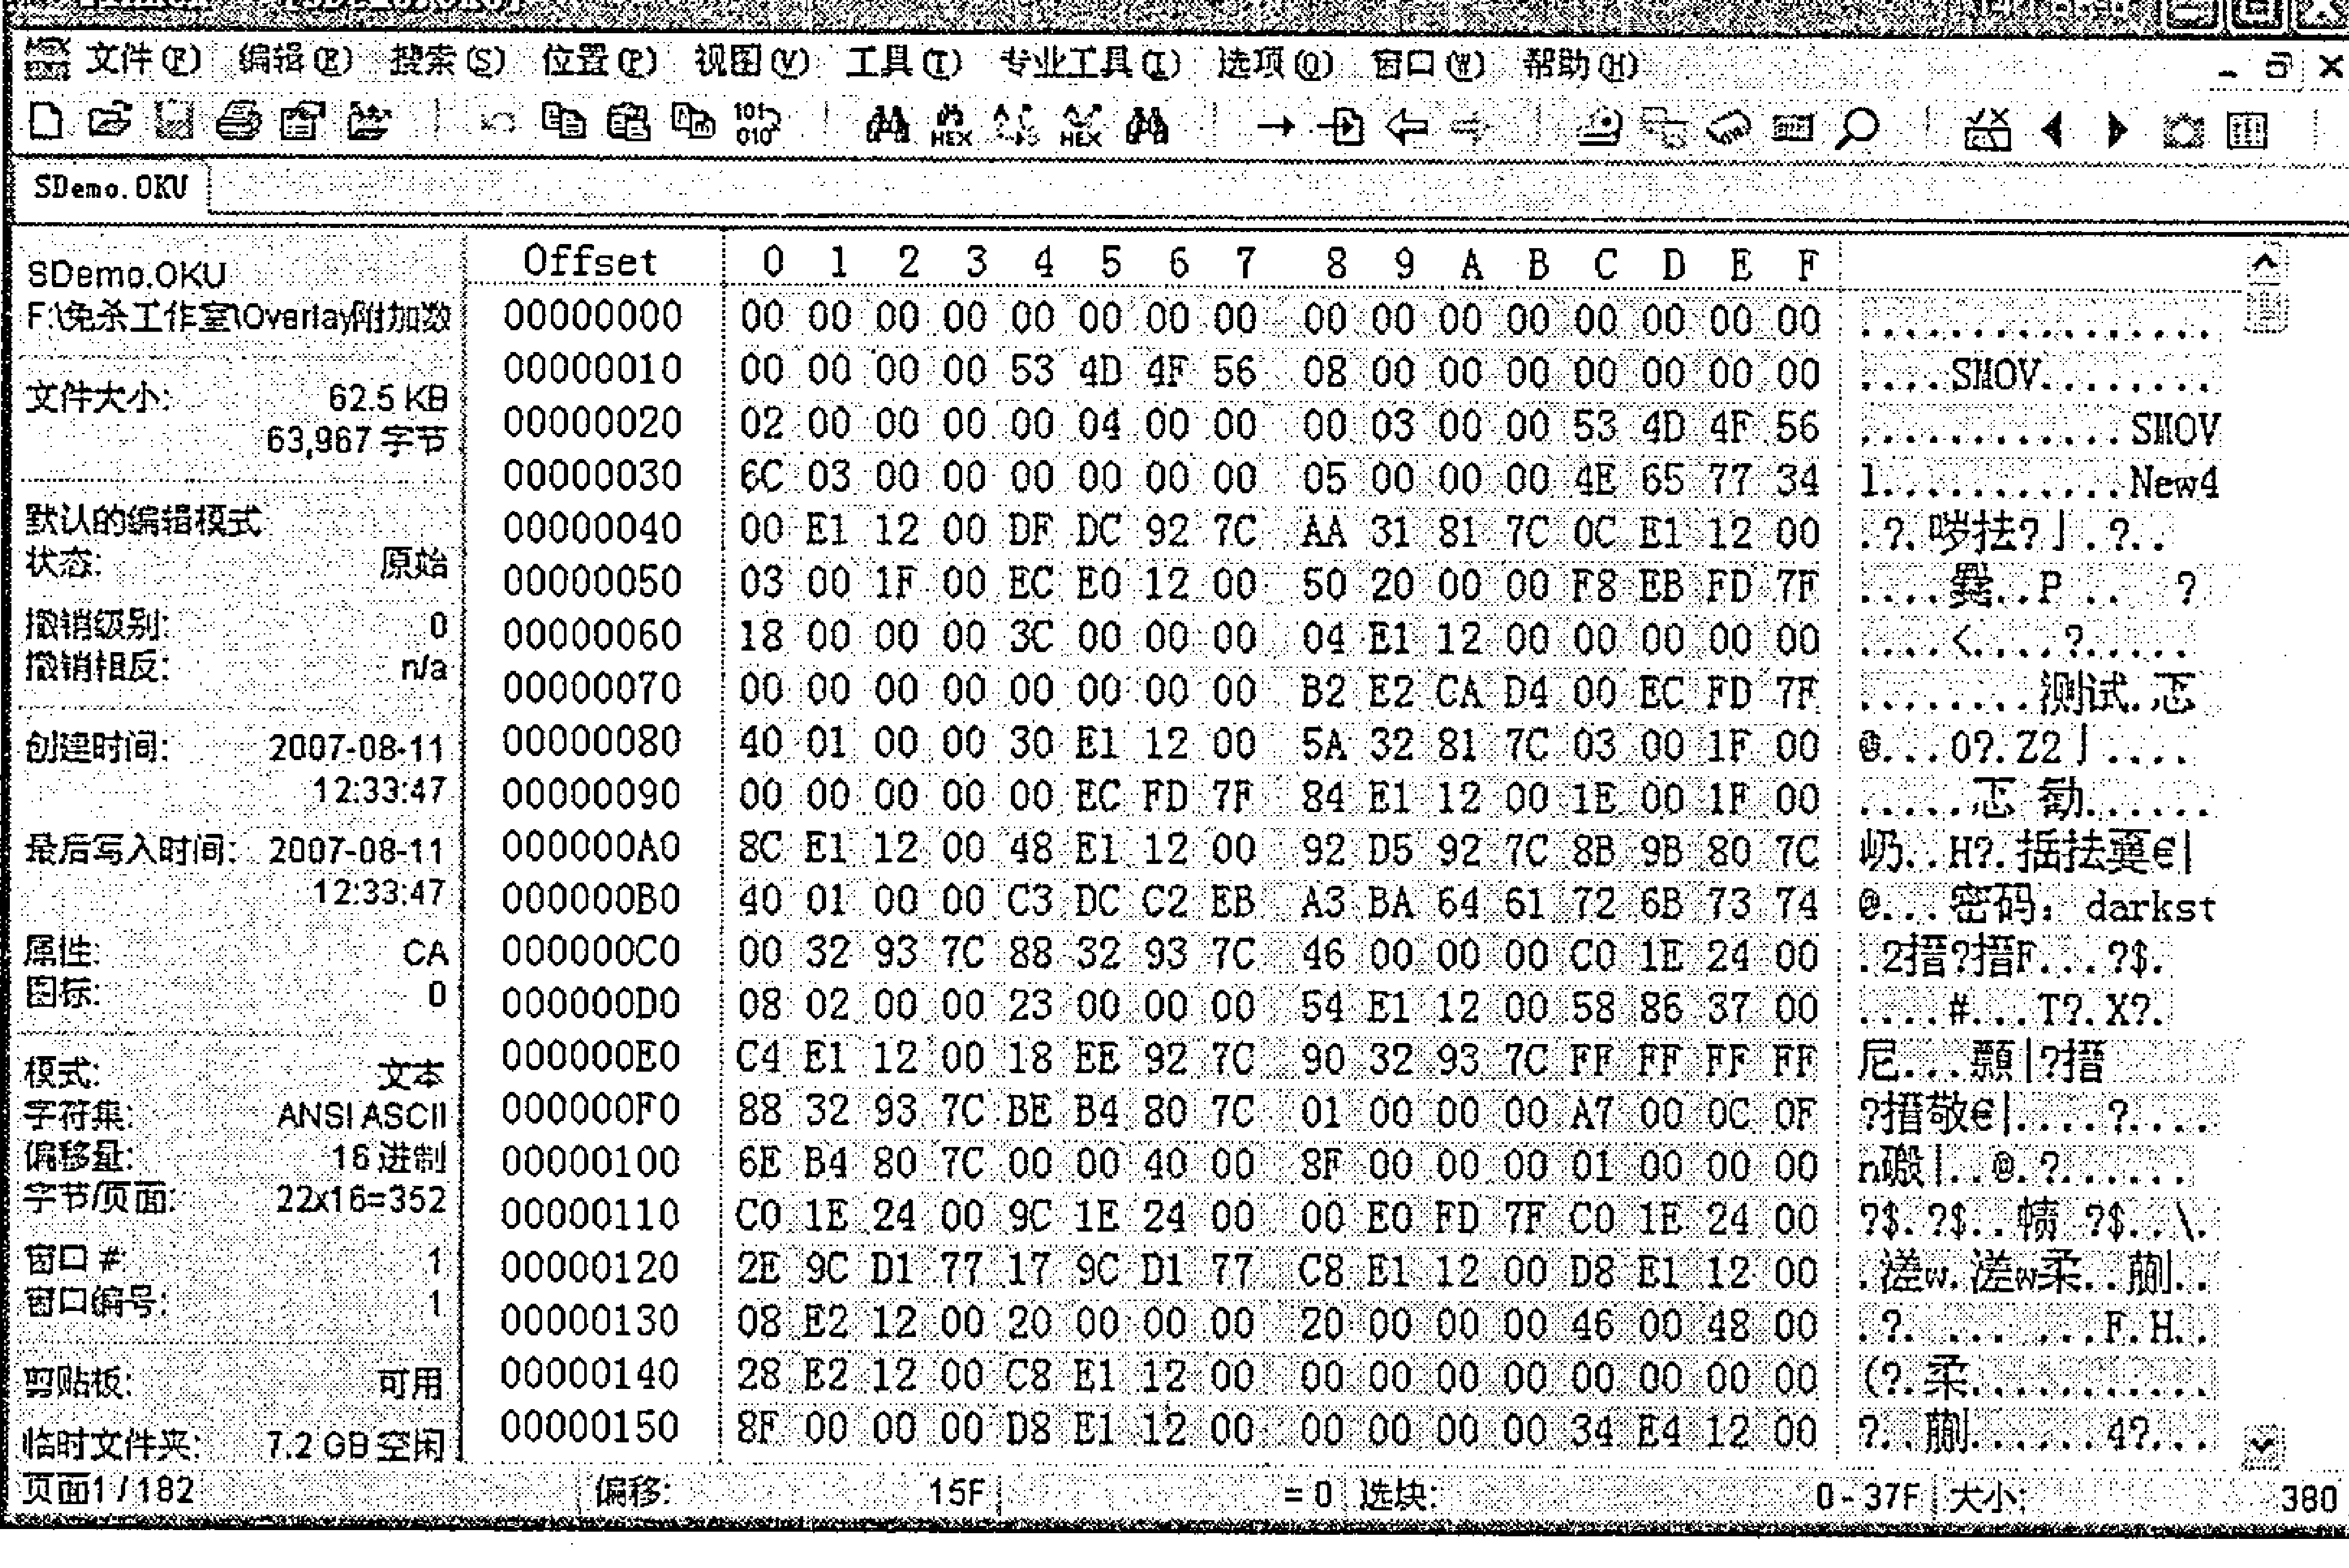 文件(F) 编辑(E) 搜索(S) 位置(P) 视图(V) 工具(T) 专业工具(I) 选项(O) 窗口(W) 帮助(H)
SDemo.OKU
SDemo.OKU
F:\免杀工作室\Overlay附加数
文件大小: 62.5 KB
63,967 字节
默认的编辑模式
状态: 原始
撤销级别: 0
撤销相反: n/a
创建时间: 2007-08-11
12:33:47
最后写入时间: 2007-08-11
12:33:47
属性: CA
图标: 0
模式: 文本
字符集: ANSI ASCII
偏移量: 16 进制
字节/页面: 22x16=352
窗口 #: 1
窗口编号: 1
剪贴板: 可用
临时文件夹: 7.2 GB 空闲
Offset 0 1 2 3 4 5 6 7 8 9 A B C D E F
00000000 00 00 00 00 00 00 00 00 00 00 00 00 00 00 00 00 ................
00000010 00 00 00 00 53 4D 4F 56 08 00 00 00 00 00 00 00 ....SMOV........
00000020 02 00 00 00 00 04 00 00 00 03 00 00 53 4D 4F 56 ............SMOV
00000030 6C 03 00 00 00 00 00 00 05 00 00 00 4E 65 77 34 l...........New4
00000040 00 E1 12 00 DF DC 92 7C AA 31 81 7C 0C E1 12 00
00000050 03 00 1F 00 EC E0 12 00 50 20 00 00 F8 EB FD 7F
00000060 18 00 00 00 3C 00 00 00 04 E1 12 00 00 00 00 00 ....<....?.....
00000070 00 00 00 00 00 00 00 00 B2 E2 CA D4 00 EC FD 7F ........测试.
00000080 40 01 00 00 30 E1 12 00 5A 32 81 7C 03 00 1F 00 @...0?.Z2亅....
00000090 00 00 00 00 00 EC FD 7F 84 E1 12 00 1E 00 1F 00
000000A0 8C E1 12 00 48 E1 12 00 92 D5 92 7C 8B 9B 80 7C
000000B0 40 01 00 00 C3 DC C2 EB A3 BA 64 61 72 6B 73 74 @...密码：darkst
000000C0 00 32 93 7C 88 32 93 7C 46 00 00 00 C0 1E 24 00 .2搢?搢F...?$.
000000D0 08 02 00 00 23 00 00 00 54 E1 12 00 58 86 37 00 ....#...T?.X?.
000000E0 C4 E1 12 00 18 EE 92 7C 90 32 93 7C FF FF FF FF
000000F0 88 32 93 7C BE B4 80 7C 01 00 00 00 A7 00 0C 0F ?搢敬€|....?....
00000100 6E B4 80 7C 00 00 40 00 8F 00 00 00 01 00 00 00
00000110 C0 1E 24 00 9C 1E 24 00 00 E0 FD 7F C0 1E 24 00
00000120 2E 9C D1 77 17 9C D1 77 C8 E1 12 00 D8 E1 12 00
00000130 08 E2 12 00 20 00 00 00 20 00 00 00 46 00 48 00 .?. ... ...F.H.
00000140 28 E2 12 00 C8 E1 12 00 00 00 00 00 00 00 00 00 (?.柔...........
00000150 8F 00 00 00 D8 E1 12 00 00 00 00 00 34 E4 12 00
页面1 / 182 偏移: 15F = 0 选块: 0 - 37F 大小: 380